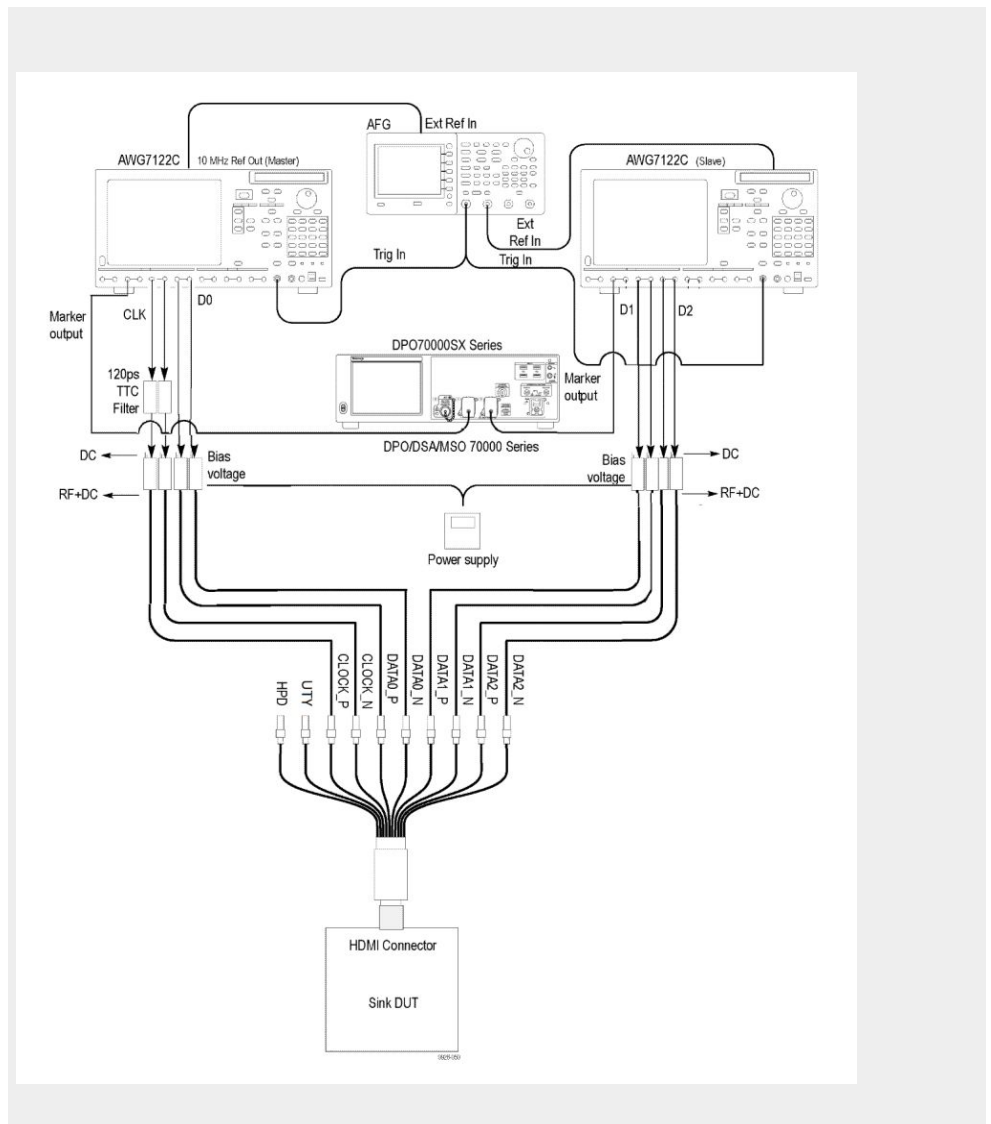 AFG
Ext Ref In
AWG7122C
10 MHz Ref Out (Master)
AWG7122C
(Slave)
Ext
Ref In
Trig In
Trig In
D0
CLK
Marker
output
D1
D2
DPO70000SX Series
Marker
output
120ps
TTC
Filter
DPO/DSA/MSO 70000 Series
DC
Bias
voltage
RF+DC
Bias
voltage
DC
RF+DC
Power supply
HPD
UTY
CLOCK_P
CLOCK_N
DATA0_P
DATA0_N
DATA1_P
DATA1_N
DATA2_P
DATA2_N
HDMI Connector
Sink DUT